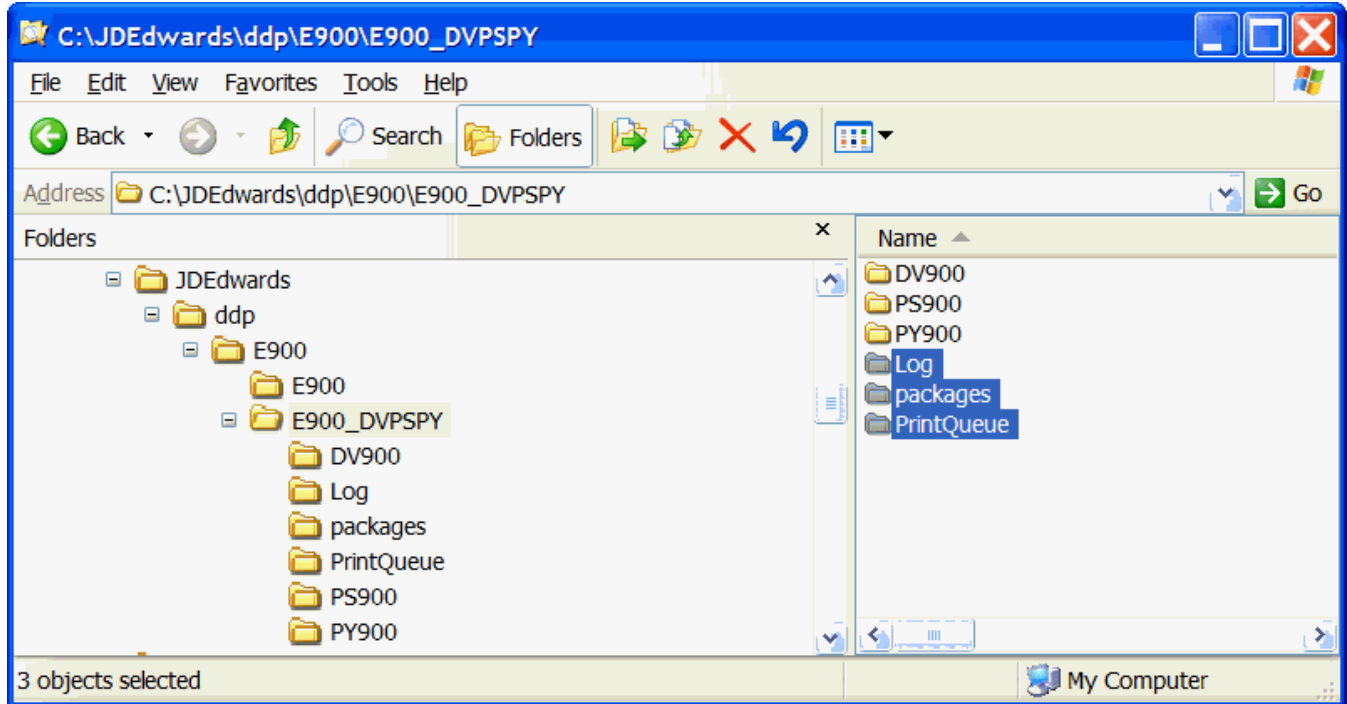 C:\JDEdwards\ddp\E900\E900_DVPSPY
File Edit View Favorites Tools Help
Back Search Folders
Address C:\JDEdwards\ddp\E900\E900_DVPSPY Go
Folders x
JDEdwards
ddp
E900
E900
E900_DVPSPY
DV900
Log
packages
PrintQueue
PS900
PY900
Name
DV900
PS900
PY900
Log
packages
PrintQueue
3 objects selected
My Computer